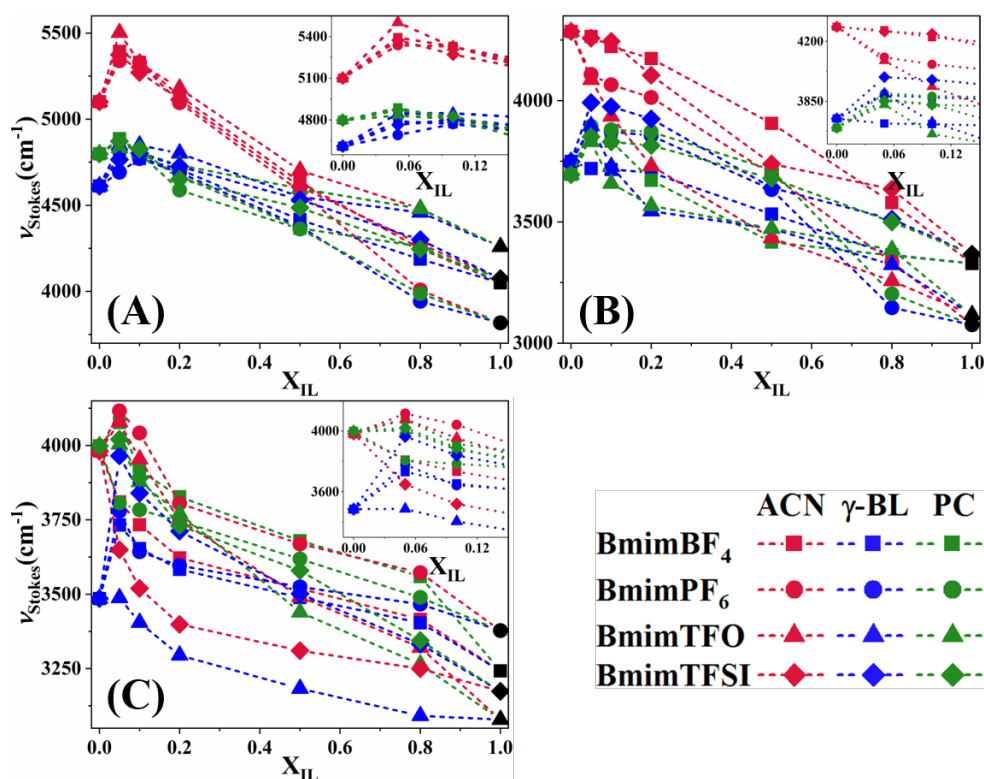 5500
5000
4500
4000
ν_Stokes(cm⁻¹)
5400
5100
4800
0.00 0.06 0.12
X_IL
(A)
0.0 0.2 0.4 0.6 0.8 1.0
X_IL
4000
3500
3000
4200
3850
0.00 0.06 0.12
X_IL
(B)
0.0 0.2 0.4 0.6 0.8 1.0
X_IL
4000
3750
3500
3250
ν_Stokes(cm⁻¹)
4000
3600
0.00 0.06 0.12
X_IL
(C)
0.0 0.2 0.4 0.6 0.8 1.0
X_IL
ACN γ-BL PC
BmimBF₄
BmimPF₆
BmimTFO
BmimTFSI